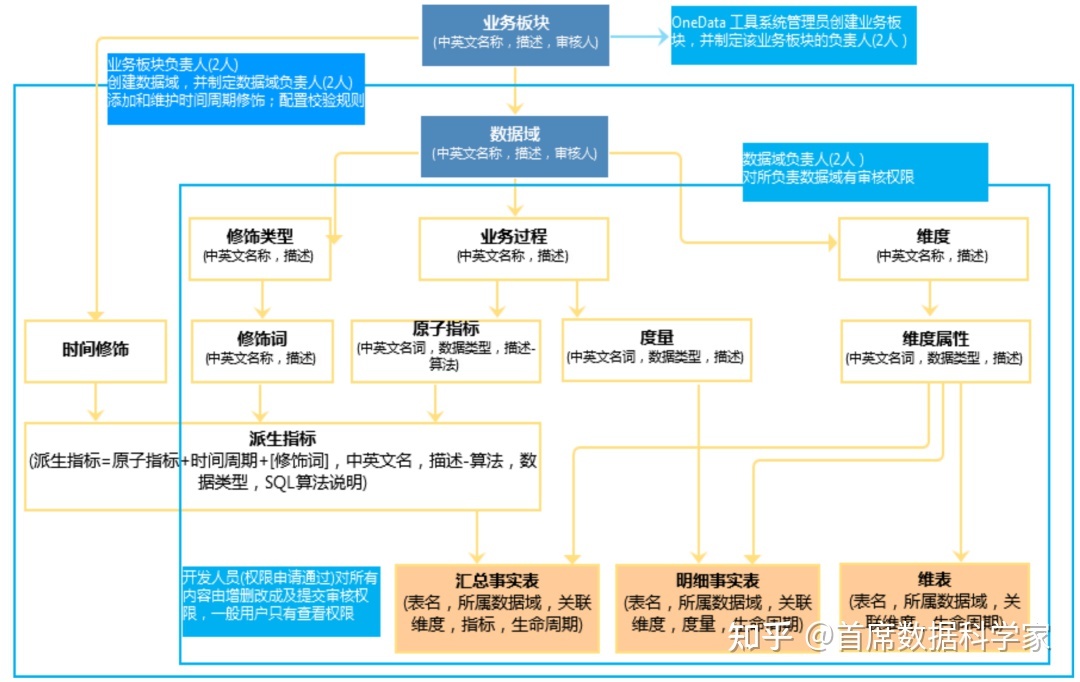 业务板块
(中英文名称，描述，审核人)
OneData 工具系统管理员创建业务板
块，并制定该业务板块的负责人(2人 )
业务板块负责人(2人)
创建数据域，并制定数据域负责人(2人)
添加和维护时间周期修饰；配置校验规则
数据域
(中英文名称，描述，审核人)
数据域负责人(2人 )
对所负责数据域有审核权限
修饰类型
(中英文名称，描述)
业务过程
(中英文名称，描述)
维度
(中英文名称，描述)
时间修饰
修饰词
(中英文名称，描述)
原子指标
(中英文名词，数据类型，描述-
算法)
度量
(中英文名词，数据类型，描述)
维度属性
(中英文名词，数据类型，描述)
派生指标
(派生指标=原子指标+时间周期+[修饰词]，中英文名，描述-算法，数
据类型，SQL算法说明)
开发人员(权限申请通过)对所有
内容由增删改成及提交审核权
限，一般用户只有查看权限
汇总事实表
(表名，所属数据域，关联
维度，指标，生命周期)
明细事实表
(表名，所属数据域，关联
维度，度量，生命周期)
维表
(表名，所属数据域，关
联维度，生命周期)
知乎 @首席数据科学家